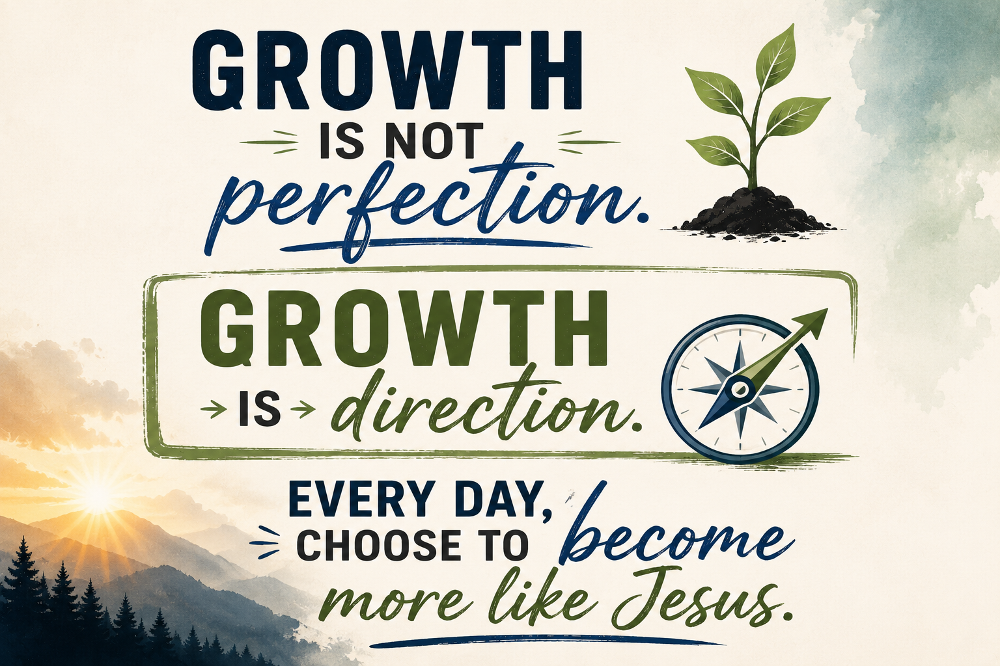 GROWTH
IS NOT
perfection.
GROWTH
IS direction.
EVERY DAY,
CHOOSE TO become
more like Jesus.